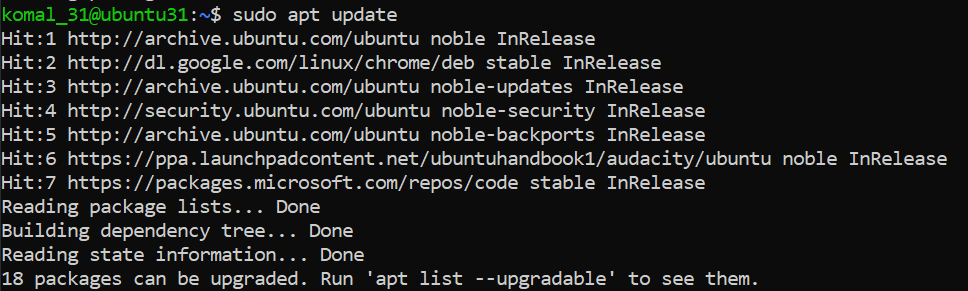 komal_31@ubuntu31:~$ sudo apt update
Hit:1 http://archive.ubuntu.com/ubuntu noble InRelease
Hit:2 http://dl.google.com/linux/chrome/deb stable InRelease
Hit:3 http://archive.ubuntu.com/ubuntu noble-updates InRelease
Hit:4 http://security.ubuntu.com/ubuntu noble-security InRelease
Hit:5 http://archive.ubuntu.com/ubuntu noble-backports InRelease
Hit:6 https://ppa.launchpadcontent.net/ubuntuhandbook1/audacity/ubuntu noble InRelease
Hit:7 https://packages.microsoft.com/repos/code stable InRelease
Reading package lists... Done
Building dependency tree... Done
Reading state information... Done
18 packages can be upgraded. Run 'apt list --upgradable' to see them.